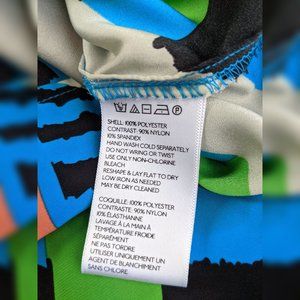 SHELL: 100% POLYESTER
CONTRAST: 90% NYLON
10% SPANDEX
HAND WASH COLD-SEPARATELY
DO NOT WRING OR TWIST
USE ONLY NON-CHLORINE
BLEACH
RESHAPE & LAY FLAT TO DRY
LOW IRON AS NEEDED
MAY BE DRY CLEANED
COQUILLE: 100% POLYESTER
CONTRASTE: 90% NYLON
10% ÉLASTHANNE
LAVAGE À LA MAIN À
TEMPÉRATURE FROIDE
SÉPARÉMENT
NE PAS TORDRE
UTILISER UNIQUEMENT UN
AGENT DE BLANCHIMENT
SANS CHLORE.